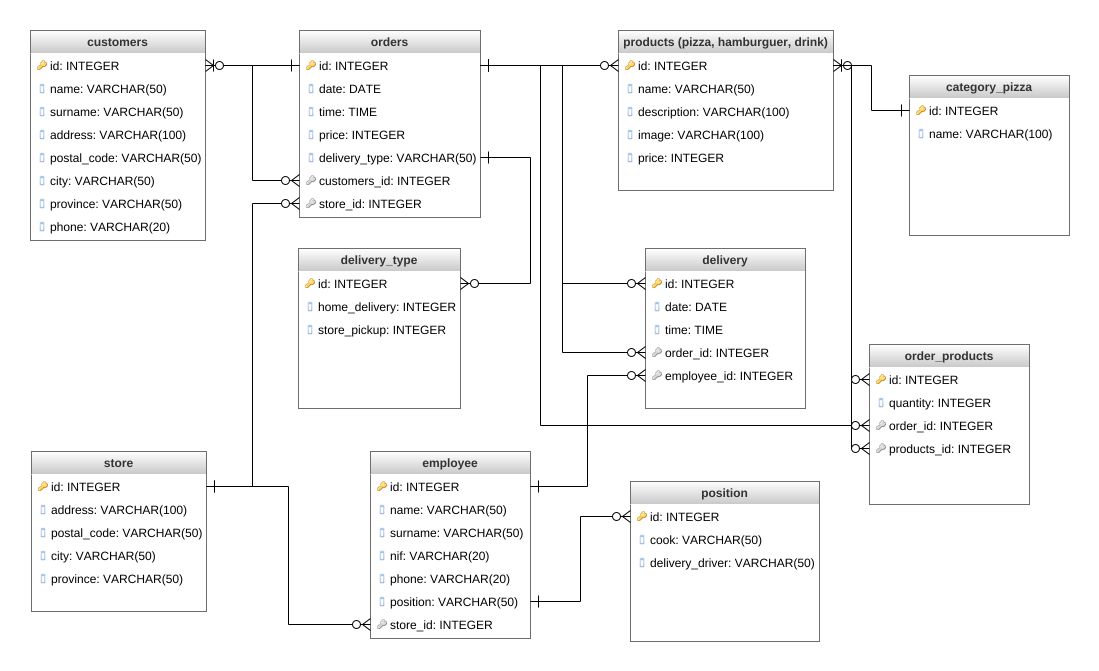 customers
id: INTEGER
name: VARCHAR(50)
surname: VARCHAR(50)
address: VARCHAR(100)
postal_code: VARCHAR(50)
city: VARCHAR(50)
province: VARCHAR(50)
phone: VARCHAR(20)
orders
id: INTEGER
date: DATE
time: TIME
price: INTEGER
delivery_type: VARCHAR(50)
customers_id: INTEGER
store_id: INTEGER
products (pizza, hamburguer, drink)
id: INTEGER
name: VARCHAR(50)
description: VARCHAR(100)
image: VARCHAR(100)
price: INTEGER
category_pizza
id: INTEGER
name: VARCHAR(100)
delivery_type
id: INTEGER
home_delivery: INTEGER
store_pickup: INTEGER
delivery
id: INTEGER
date: DATE
time: TIME
order_id: INTEGER
employee_id: INTEGER
order_products
id: INTEGER
quantity: INTEGER
order_id: INTEGER
products_id: INTEGER
store
id: INTEGER
address: VARCHAR(100)
postal_code: VARCHAR(50)
city: VARCHAR(50)
province: VARCHAR(50)
employee
id: INTEGER
name: VARCHAR(50)
surname: VARCHAR(50)
nif: VARCHAR(20)
phone: VARCHAR(20)
position: VARCHAR(50)
store_id: INTEGER
position
id: INTEGER
cook: VARCHAR(50)
delivery_driver: VARCHAR(50)